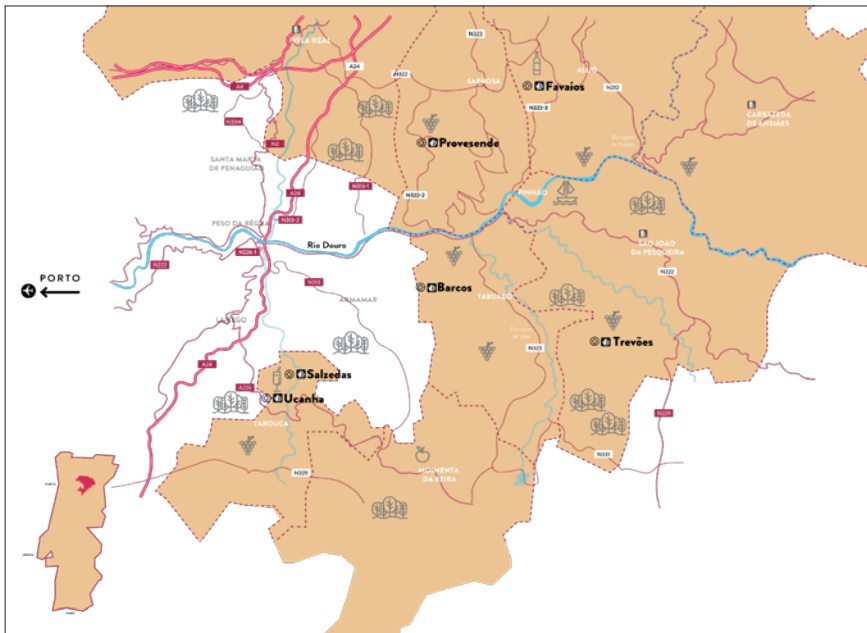 N323
VILA REAL
A24
N322
SABROSA
ALIJÓ
Favaios
N212
A4
N304
N322-3
CARRAZEDA
DE ANSIÃES
N2
Provesende
SANTA MARTA
DE PENAGUIÃO
N313-1
A24
N322-2
PINHÃO
N313-2
PESO DA RÉGUA
Rio Douro
N226-1
SÃO JOÃO
DA PESQUEIRA
N222
N222
PORTO
N313
Barcos
ARMAMAR
TABUAÇO
LAMEGO
Trevões
N323
A24
Salzedas
A226
Ucanha
N229
TAROUCA
N331
MOIMENTA
DA BEIRA
N329